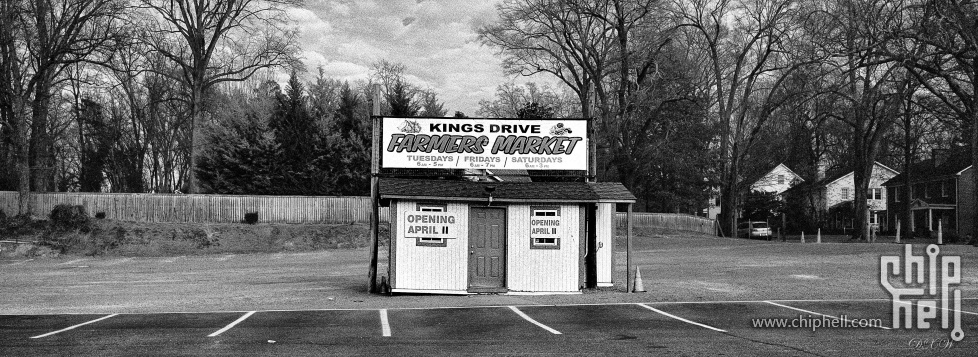 KINGS DRIVE
FARMERS MARKET
TUESDAYS / FRIDAYS / SATURDAYS
OPENING
APRIL 11
OPENING
APRIL 11
chip
hell
www.chiphell.com